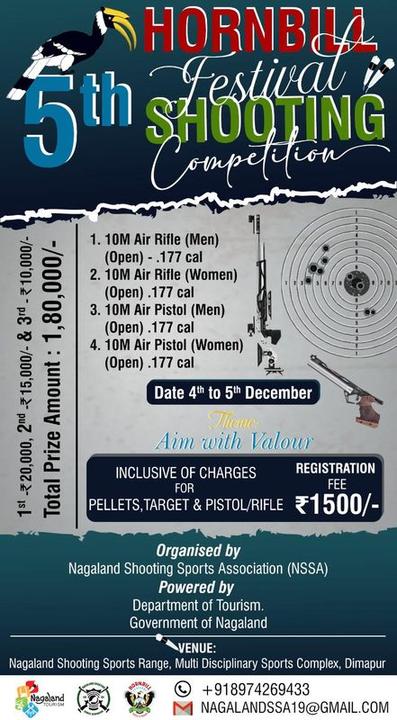 5th HORNBILL
Festival
SHOOTING
Competition
1st -₹20,000, 2nd -₹15,000/- & 3rd - ₹10,000/-
Total Prize Amount : 1,80,000/-
1. 10M Air Rifle (Men)
(Open) - .177 cal
2. 10M Air Rifle (Women)
(Open) .177 cal
3. 10M Air Pistol (Men)
(Open) .177 cal
4. 10M Air Pistol (Women)
(Open) .177 cal
Date 4th to 5th December
Theme:
Aim with Valour
INCLUSIVE OF CHARGES
FOR
PELLETS,TARGET & PISTOL/RIFLE
REGISTRATION
FEE
₹1500/-
Organised by
Nagaland Shooting Sports Association (NSSA)
Powered by
Department of Tourism.
Government of Nagaland
VENUE:
Nagaland Shooting Sports Range, Multi Disciplinary Sports Complex, Dimapur
Nagaland
TOURISM
HORNBILL
+918974269433
NAGALANDSSA19@GMAIL.COM